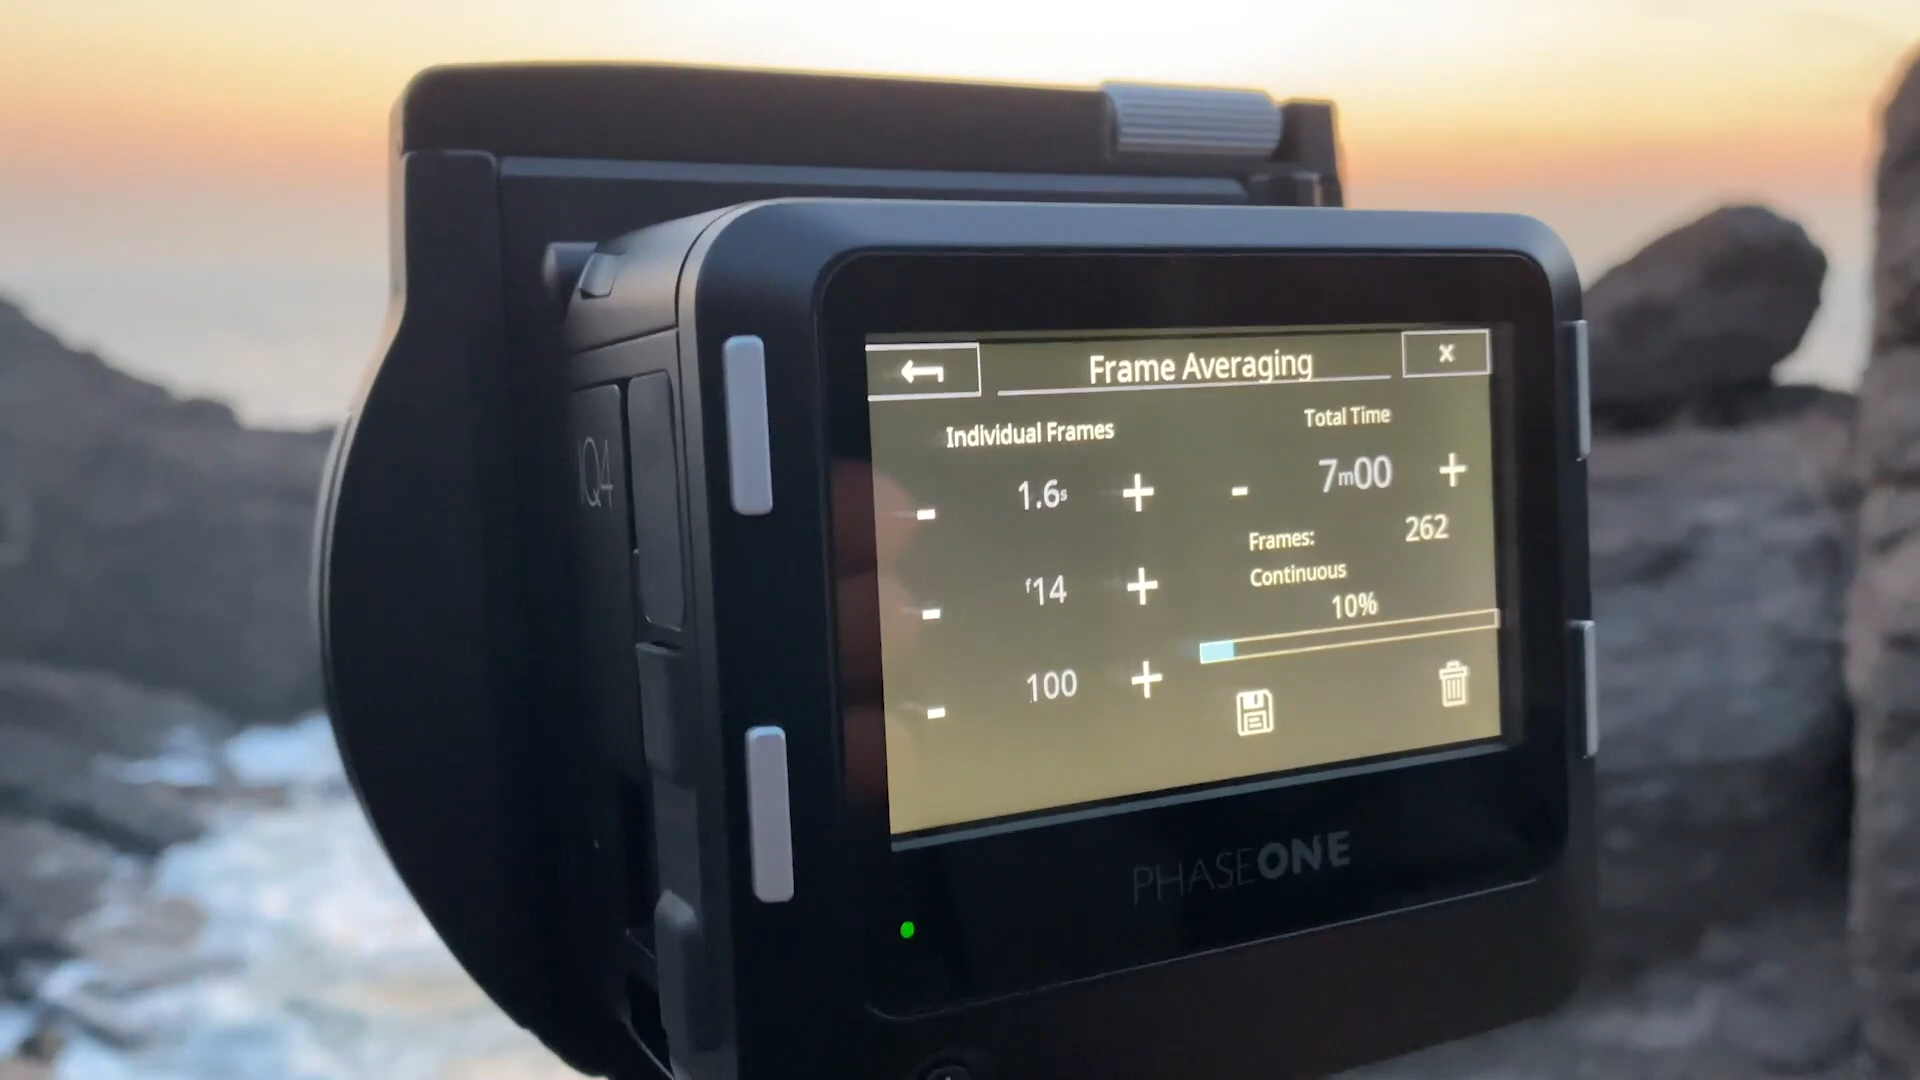 IQ4
Frame Averaging
x
Individual Frames
Total Time
1.6s
7m00
Frames: 262
f14
Continuous
10%
100
PHASEONE